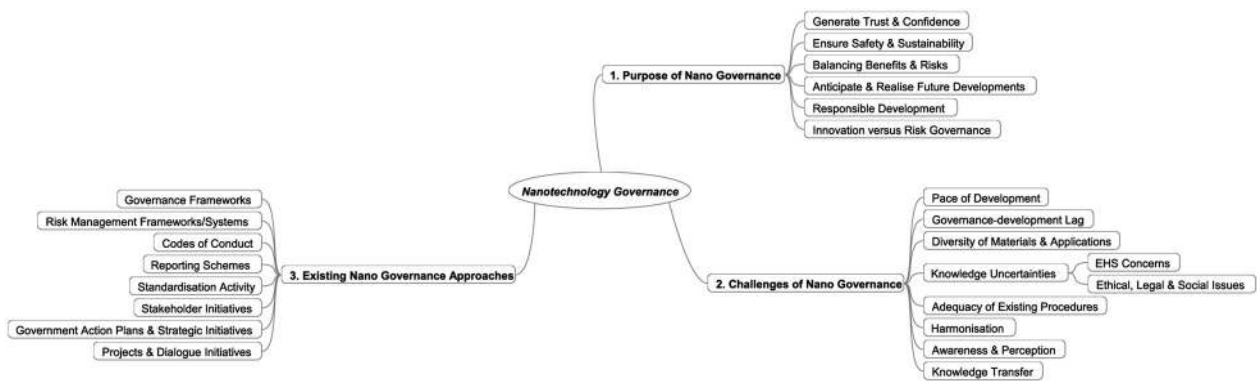 Nanotechnology Governance
1. Purpose of Nano Governance
Generate Trust & Confidence
Ensure Safety & Sustainability
Balancing Benefits & Risks
Anticipate & Realise Future Developments
Responsible Development
Innovation versus Risk Governance
2. Challenges of Nano Governance
Pace of Development
Governance-development Lag
Diversity of Materials & Applications
Knowledge Uncertainties
EHS Concerns
Ethical, Legal & Social Issues
Adequacy of Existing Procedures
Harmonisation
Awareness & Perception
Knowledge Transfer
3. Existing Nano Governance Approaches
Governance Frameworks
Risk Management Frameworks/Systems
Codes of Conduct
Reporting Schemes
Standardisation Activity
Stakeholder Initiatives
Government Action Plans & Strategic Initiatives
Projects & Dialogue Initiatives